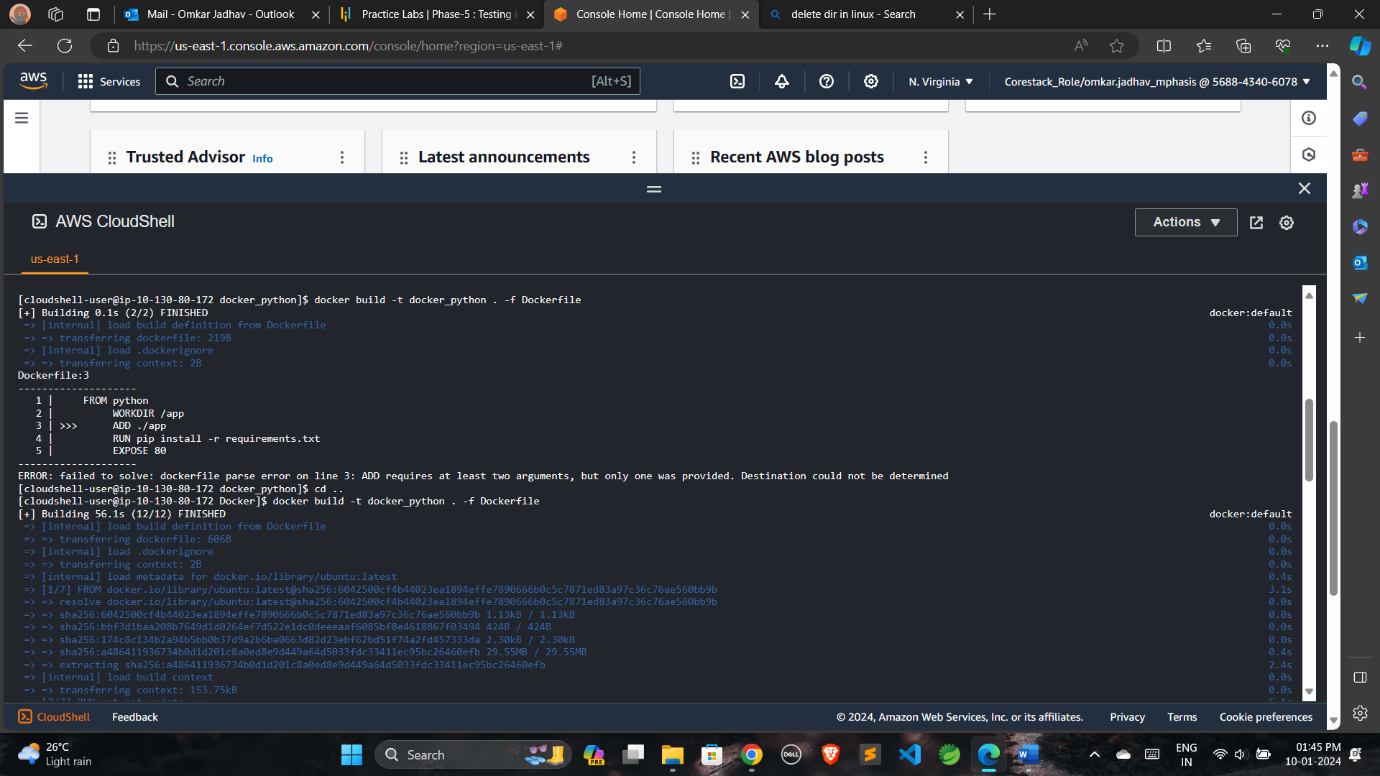 Mail - Omkar Jadhav - Outlook
Practice Labs | Phase-5 : Testing i
Console Home | Console Home
delete dir in linux - Search
https://us-east-1.console.aws.amazon.com/console/home?region=us-east-1#
aws
Services
Search
[Alt+S]
N. Virginia
Corestack_Role/omkar.jadhav_mphasis @ 5688-4340-6078
Trusted Advisor Info
Latest announcements
Recent AWS blog posts
AWS CloudShell
Actions
us-east-1
[cloudshell-user@ip-10-130-80-172 docker_python]$ docker build -t docker_python . -f Dockerfile
[+] Building 0.1s (2/2) FINISHED docker:default
=> [internal] load build definition from Dockerfile 0.0s
=> => transferring dockerfile: 219B 0.0s
=> [internal] load .dockerignore 0.0s
=> => transferring context: 2B 0.0s
Dockerfile:3
--------------------
1 | FROM python
2 | WORKDIR /app
3 | >>> ADD ./app
4 | RUN pip install -r requirements.txt
5 | EXPOSE 80
--------------------
ERROR: failed to solve: dockerfile parse error on line 3: ADD requires at least two arguments, but only one was provided. Destination could not be determined
[cloudshell-user@ip-10-130-80-172 docker_python]$ cd ..
[cloudshell-user@ip-10-130-80-172 Docker]$ docker build -t docker_python . -f Dockerfile
[+] Building 56.1s (12/12) FINISHED docker:default
=> [internal] load build definition from Dockerfile 0.0s
=> => transferring dockerfile: 606B 0.0s
=> [internal] load .dockerignore 0.0s
=> => transferring context: 2B 0.0s
=> [internal] load metadata for docker.io/library/ubuntu:latest 0.4s
=> [1/7] FROM docker.io/library/ubuntu:latest@sha256:6042500cf4b44023ea1894effe7890666b0c5c7871ed83a97c36c76ae560bb9b 3.1s
=> => resolve docker.io/library/ubuntu:latest@sha256:6042500cf4b44023ea1894effe7890666b0c5c7871ed83a97c36c76ae560bb9b 0.0s
=> => sha256:6042500cf4b44023ea1894effe7890666b0c5c7871ed83a97c36c76ae560bb9b 1.13kB / 1.13kB 0.0s
=> => sha256:bbf3d1baa208b7649d1d0264ef7d522e1dc0deeeaaf6085bf8e4618867f03494 424B / 424B 0.0s
=> => sha256:174c8c134b2a94b5bb0b37d9a2b6ba0663d82d23ebf62bd51f74a2fd457333da 2.30kB / 2.30kB 0.0s
=> => sha256:a486411936734b0d1d201c8a0ed8e9d449a64d5033fdc33411ec95bc26460efb 29.55MB / 29.55MB 0.4s
=> => extracting sha256:a486411936734b0d1d201c8a0ed8e9d449a64d5033fdc33411ec95bc26460efb 2.4s
=> [internal] load build context 0.0s
=> => transferring context: 153.75kB 0.0s
CloudShell
Feedback
© 2024, Amazon Web Services, Inc. or its affiliates.
Privacy
Terms
Cookie preferences
26°C
Light rain
Search
PRE
DELL
ENG
IN
01:45 PM
10-01-2024